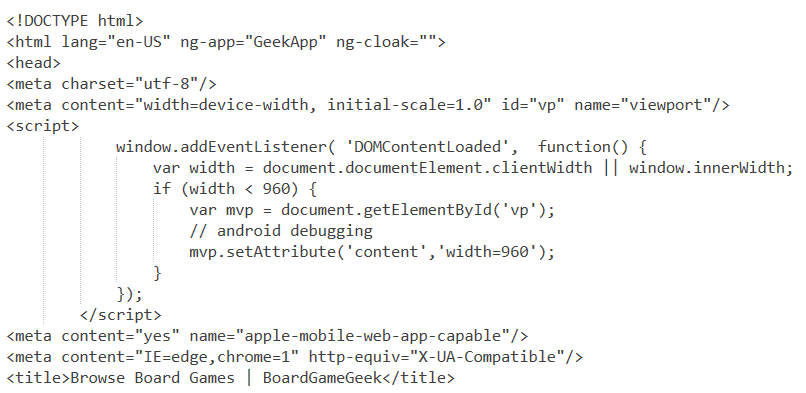 <!DOCTYPE html>
<html lang="en-US" ng-app="GeekApp" ng-cloak="">
<head>
<meta charset="utf-8"/>
<meta content="width=device-width, initial-scale=1.0" id="vp" name="viewport"/>
<script>
            window.addEventListener( 'DOMContentLoaded',  function() {
                var width = document.documentElement.clientWidth || window.innerWidth;
                if (width < 960) {
                    var mvp = document.getElementById('vp');
                    // android debugging
                    mvp.setAttribute('content','width=960');
                }
            });
        </script>
<meta content="yes" name="apple-mobile-web-app-capable"/>
<meta content="IE=edge,chrome=1" http-equiv="X-UA-Compatible"/>
<title>Browse Board Games | BoardGameGeek</title>